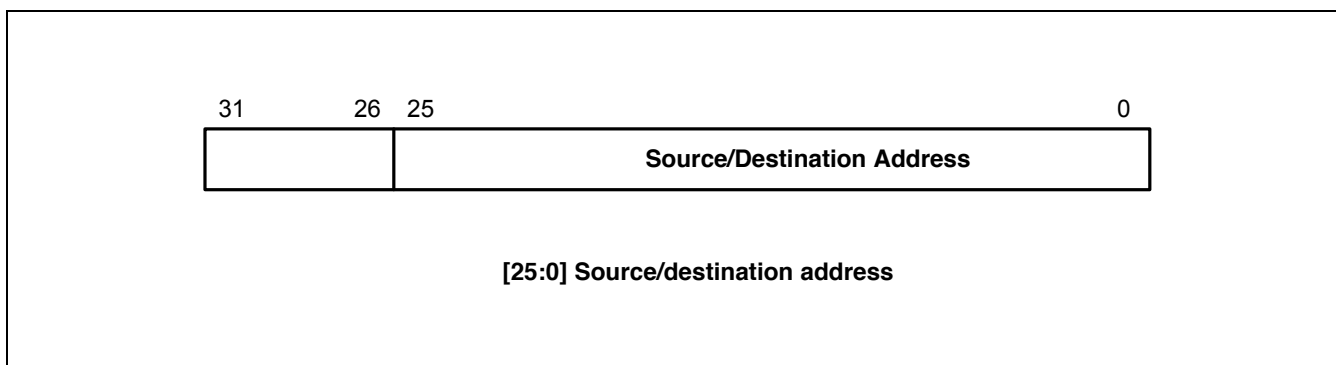 31 26 25 0
Source/Destination Address
[25:0] Source/destination address